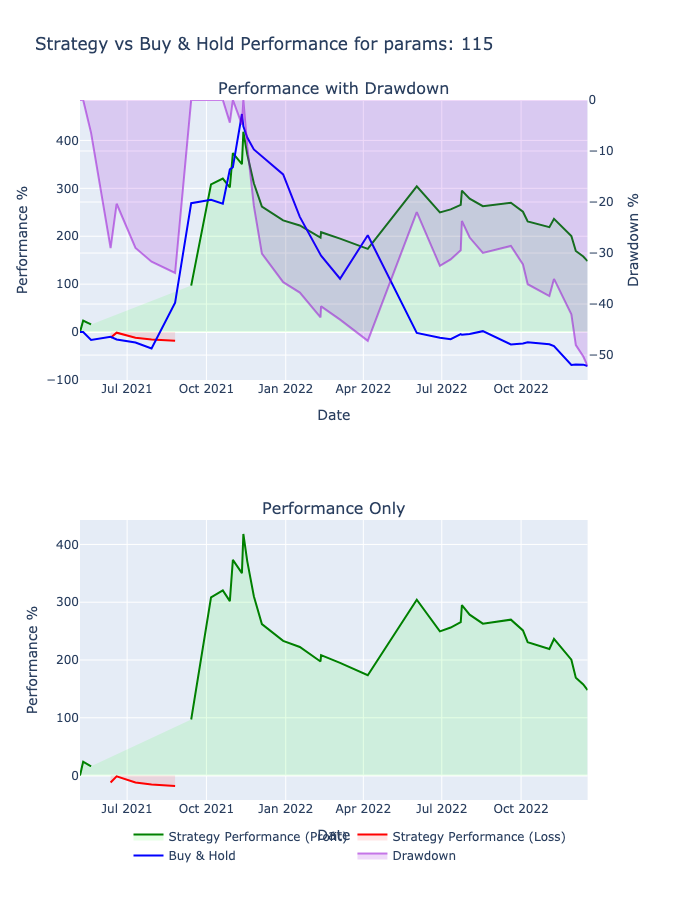 Strategy vs Buy & Hold Performance for params: 115
Performance with Drawdown
400
300
200
100
0
−100
Performance %
0
−10
−20
−30
−40
−50
Drawdown %
Jul 2021 Oct 2021 Jan 2022 Apr 2022 Jul 2022 Oct 2022
Date
Performance Only
400
300
200
100
0
Performance %
Jul 2021 Oct 2021 Jan 2022 Apr 2022 Jul 2022 Oct 2022
Date
Strategy Performance (Profit) Strategy Performance (Loss)
Buy & Hold Drawdown